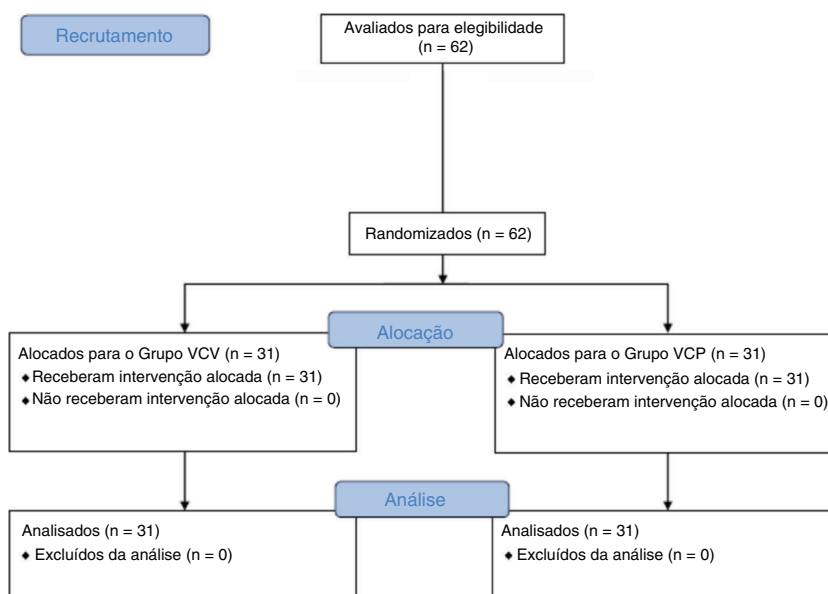 Recrutamento
Avaliados para elegibilidade
(n = 62)
Randomizados (n = 62)
Alocação
Alocados para o Grupo VCV (n = 31)
♦ Receberam intervenção alocada (n = 31)
♦ Não receberam intervenção alocada (n = 0)
Alocados para o Grupo VCP (n = 31)
♦ Receberam intervenção alocada (n = 31)
♦ Não receberam intervenção alocada (n = 0)
Análise
Analisados (n = 31)
♦ Excluídos da análise (n = 0)
Analisados (n = 31)
♦ Excluídos da análise (n = 0)